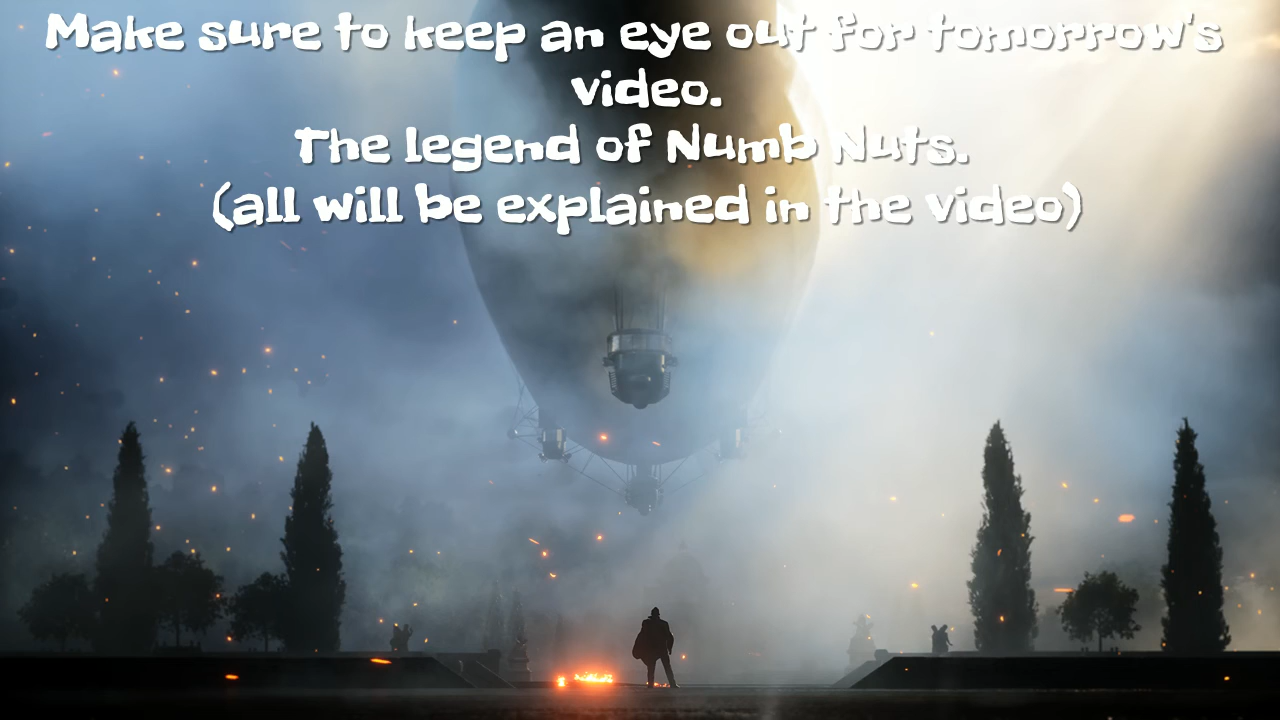 Make sure to keep an eye out for tomorrow's
video.
The legend of Numb Nuts.
(all will be explained in the video)